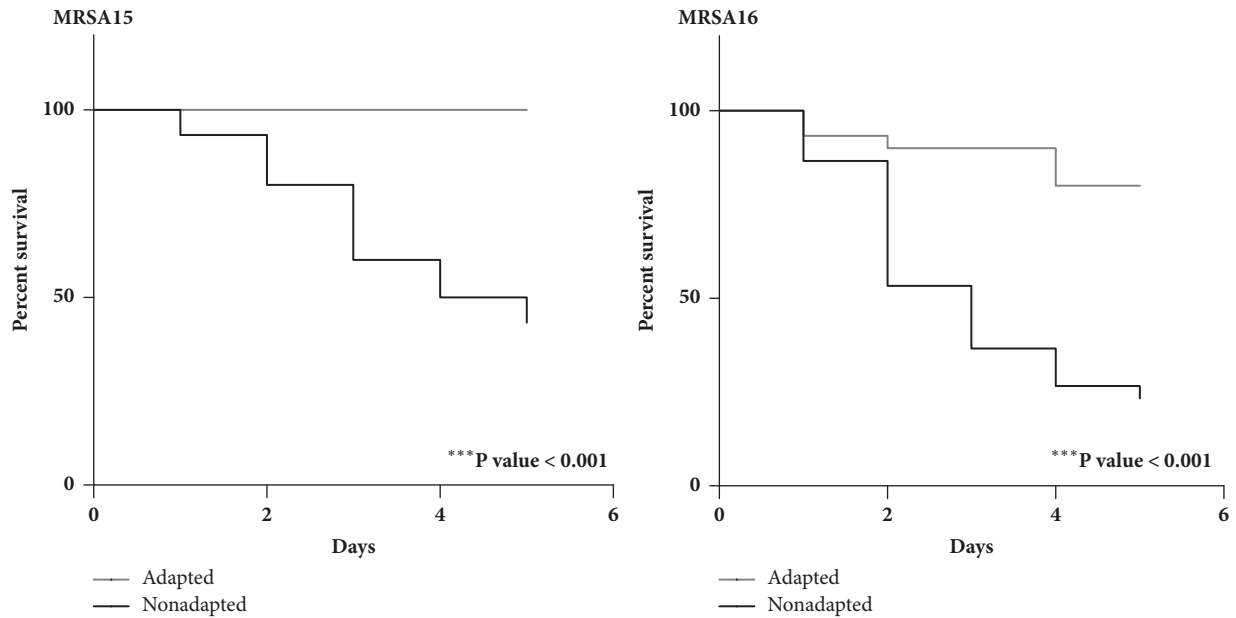 MRSA15
100
50
0
Percent survival
0 2 4 6
Days
***P value < 0.001
Adapted
Nonadapted
MRSA16
100
50
0
Percent survival
0 2 4 6
Days
***P value < 0.001
Adapted
Nonadapted